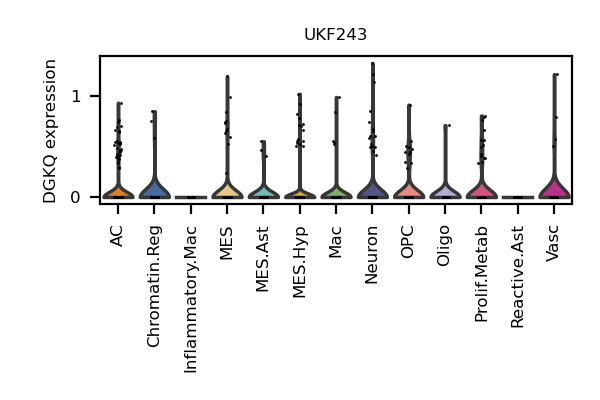 UKF243
DGKQ expression
1
0
AC
Chromatin.Reg
Inflammatory.Mac
MES
MES.Ast
MES.Hyp
Mac
Neuron
OPC
Oligo
Prolif.Metab
Reactive.Ast
Vasc